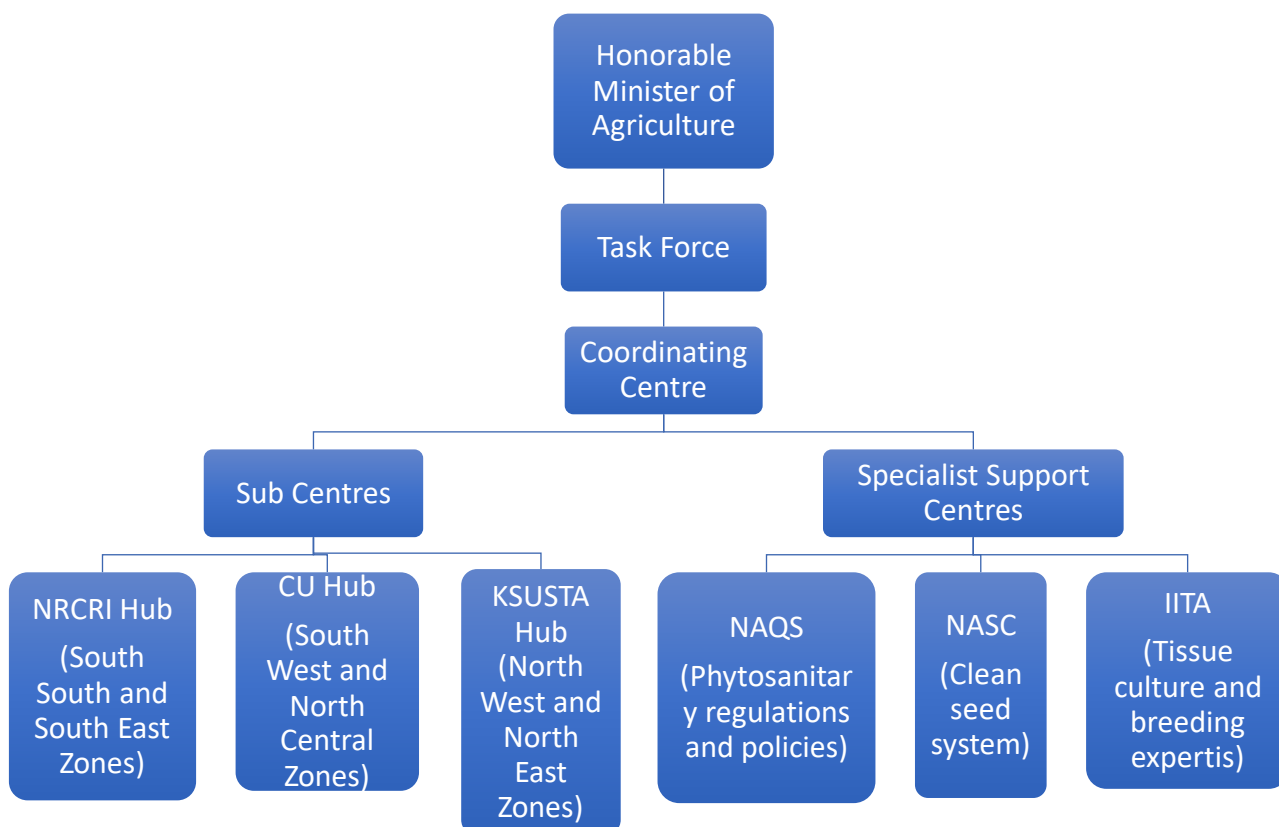 Honorable
Minister of
Agriculture
Task Force
Coordinating
Centre
Sub Centres
Specialist Support
Centres
NRCRI Hub
(South
South and
South East
Zones)
CU Hub
(South
West and
North
Central
Zones)
KSUSTA
Hub
(North
West and
North
East
Zones)
NAQS
(Phytosanitar
y regulations
and policies)
NASC
(Clean
seed
system)
IITA
(Tissue
culture and
breeding
expertis)